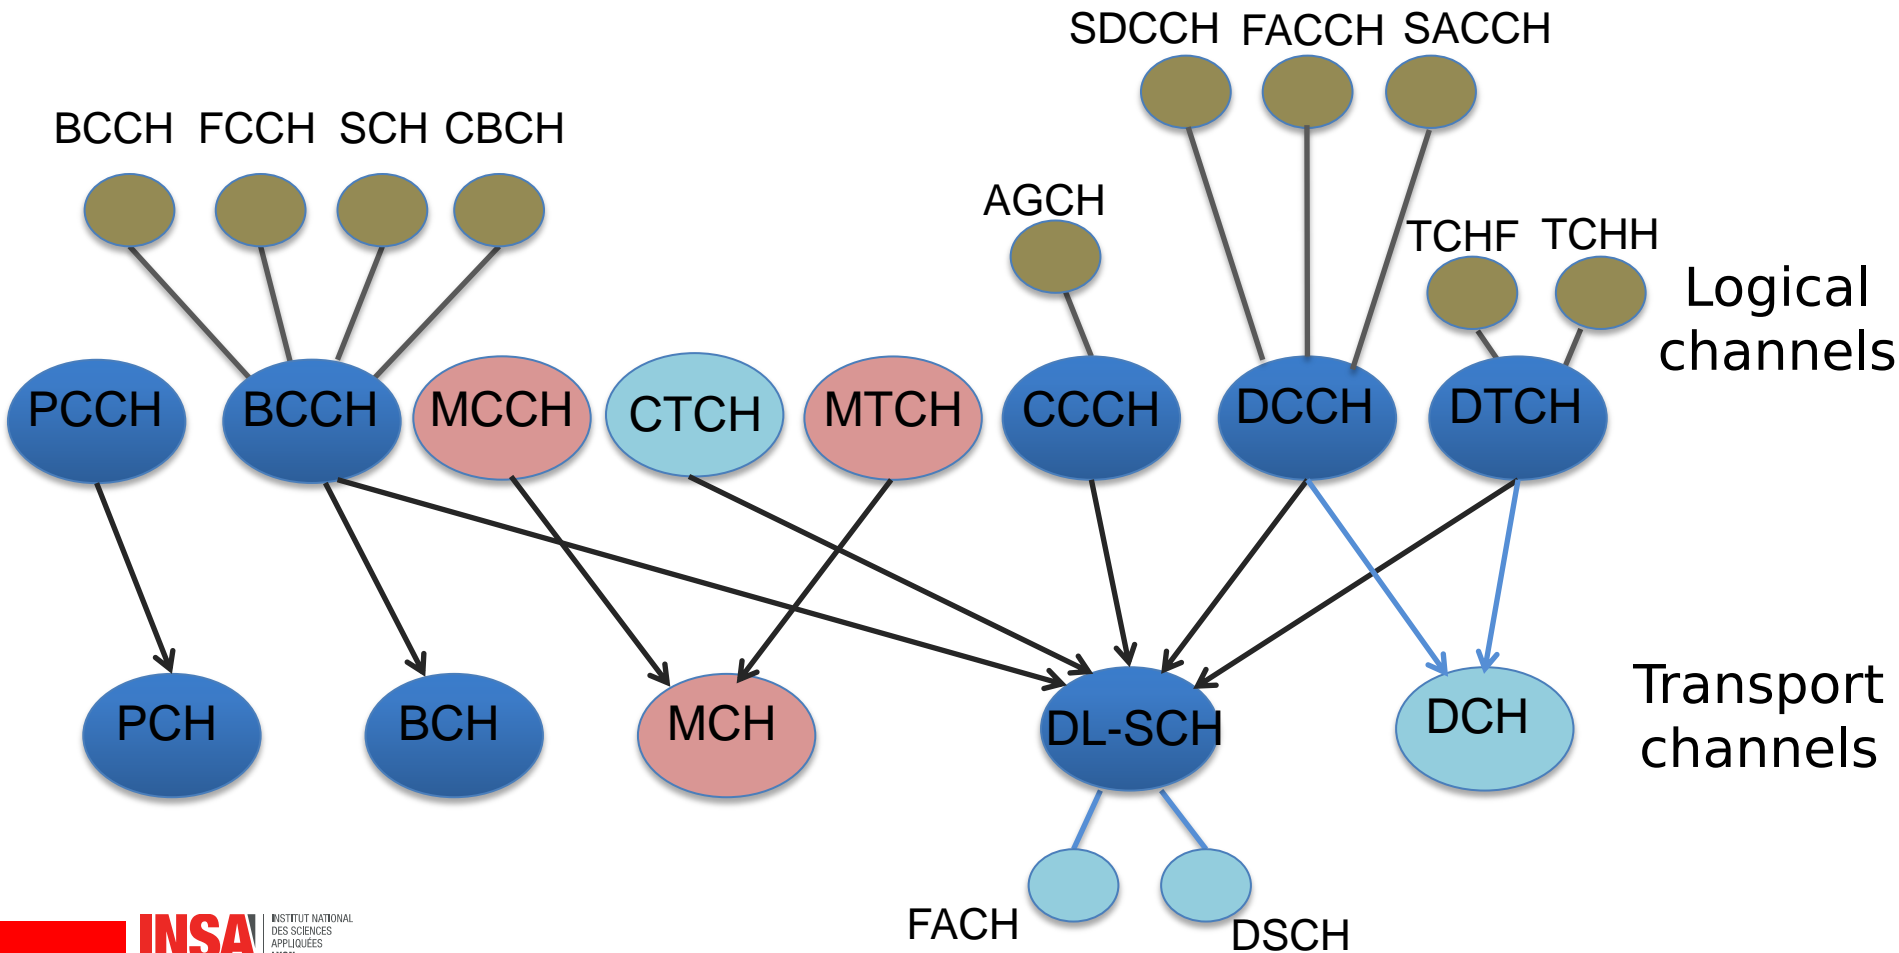 SDCCH FACCH SACCH
BCCH FCCH SCH CBCH
AGCH
TCHF TCHH
Logical
channels
PCCH BCCH MCCH CTCH MTCH CCCH DCCH DTCH
Transport
channels
PCH BCH MCH DL-SCH DCH
FACH DSCH
INSA
INSTITUT NATIONAL
DES SCIENCES
APPLIQUÉES